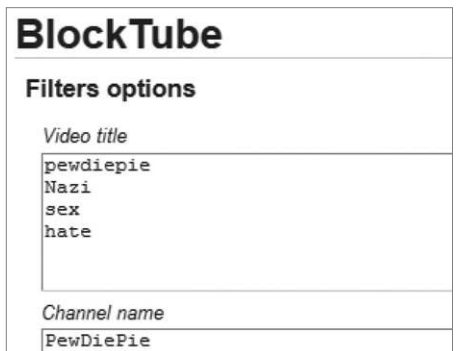 BlockTube
Filters options
Video title
pewdiepie
Nazi
sex
hate
Channel name
PewDiePie